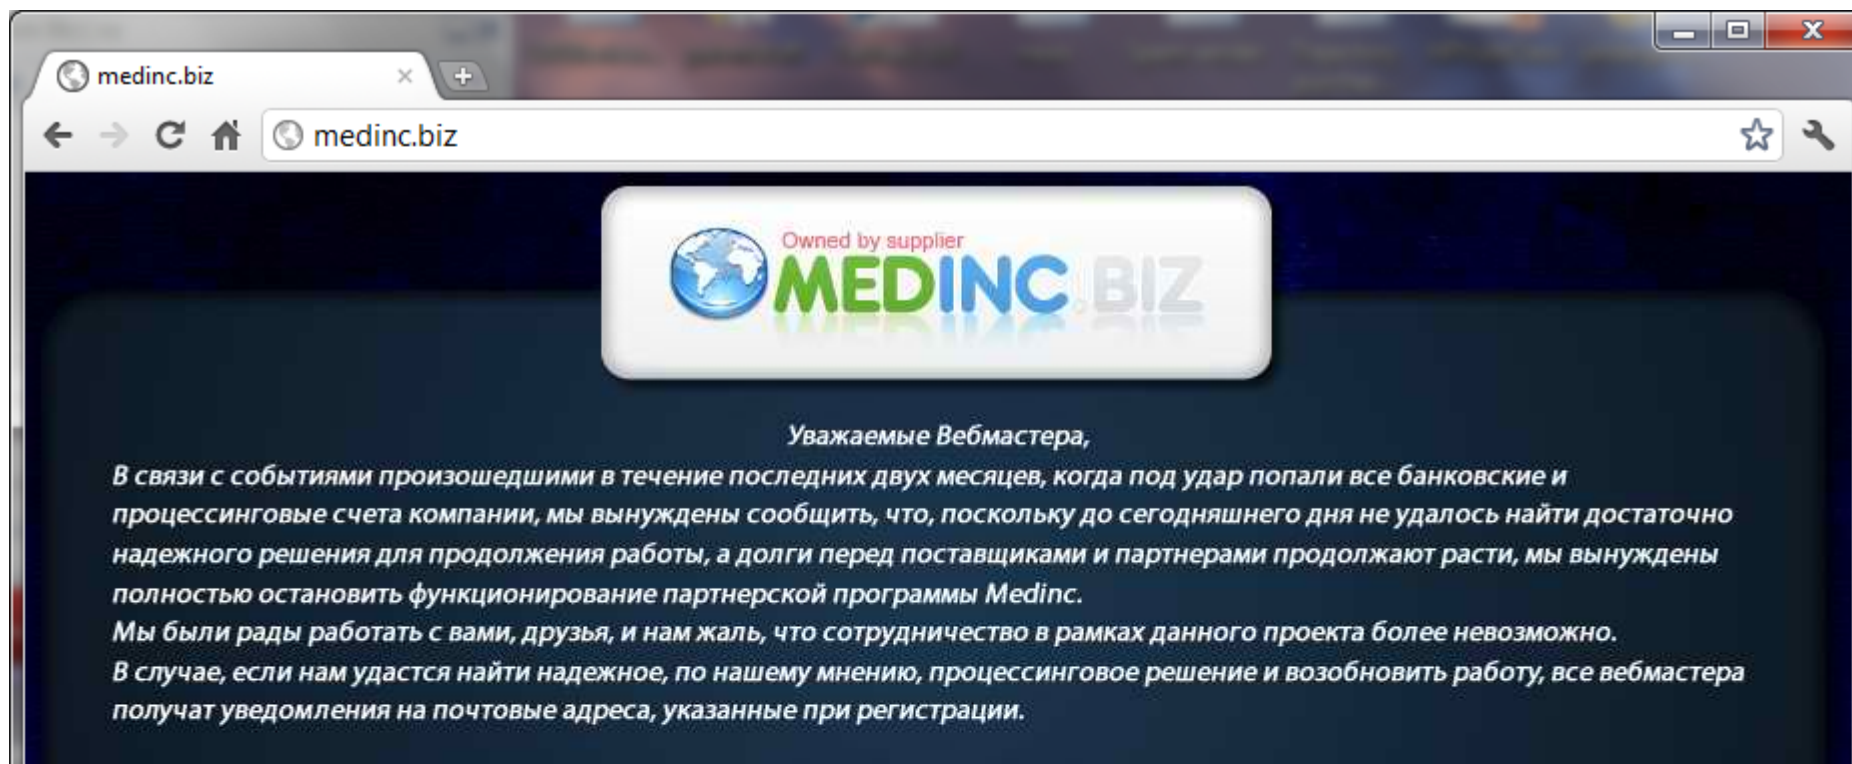 medinc.biz
medinc.biz
Owned by supplier
MEDINC.BIZ
Уважаемые Вебмастера,
В связи с событиями произошедшими в течение последних двух месяцев, когда под удар попали все банковские и
процессинговые счета компании, мы вынуждены сообщить, что, поскольку до сегодняшнего дня не удалось найти достаточно
надежного решения для продолжения работы, а долги перед поставщиками и партнерами продолжают расти, мы вынуждены
полностью остановить функционирование партнерской программы Medinc.
Мы были рады работать с вами, друзья, и нам жаль, что сотрудничество в рамках данного проекта более невозможно.
В случае, если нам удастся найти надежное, по нашему мнению, процессинговое решение и возобновить работу, все вебмастера
получат уведомления на почтовые адреса, указанные при регистрации.